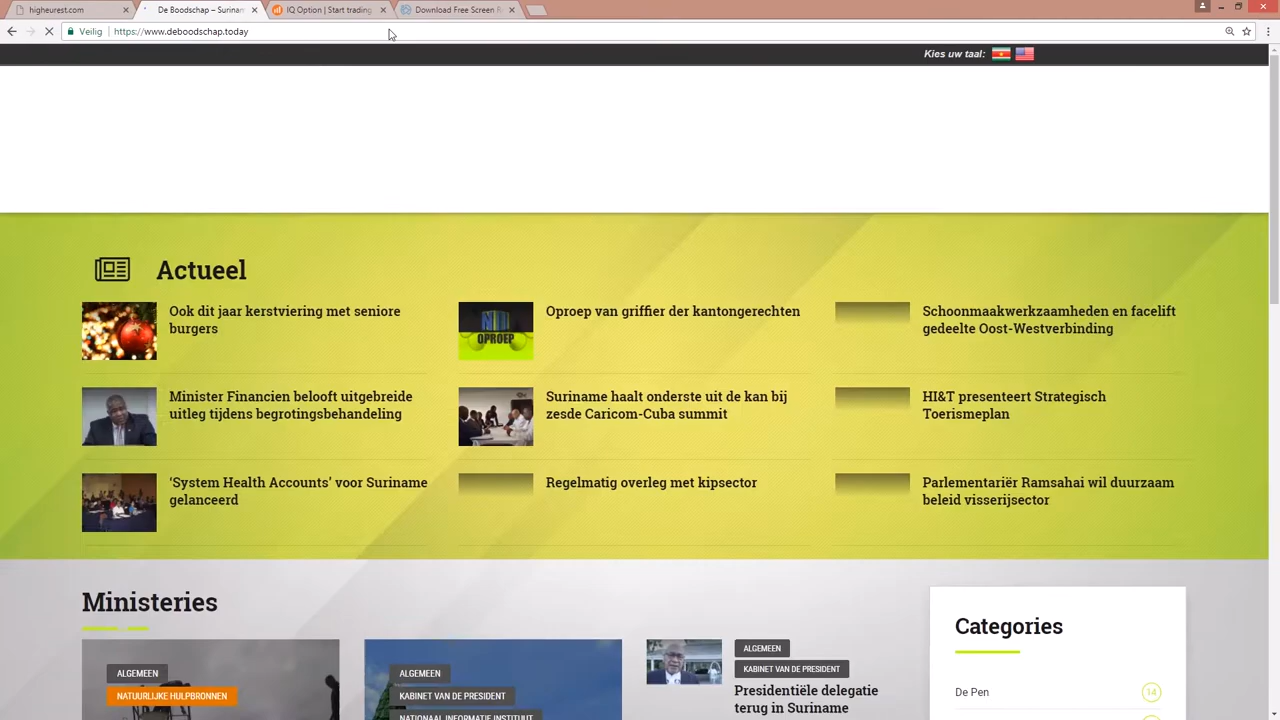 higheurest.com
De Boodschap – Surinam
IQ Option | Start trading
Download Free Screen R
Veilig
https://www.deboodschap.today
Kies uw taal:
Actueel
Ook dit jaar kerstviering met seniore
burgers
Oproep van griffier der kantongerechten
Schoonmaakwerkzaamheden en facelift
gedeelte Oost-Westverbinding
OPROEP
Minister Financien belooft uitgebreide
uitleg tijdens begrotingsbehandeling
Suriname haalt onderste uit de kan bij
zesde Caricom-Cuba summit
HI&T presenteert Strategisch
Toerismeplan
‘System Health Accounts’ voor Suriname
gelanceerd
Regelmatig overleg met kipsector
Parlementariër Ramsahai wil duurzaam
beleid visserijsector
Ministeries
Categories
ALGEMEEN
NATUURLIJKE HULPBRONNEN
ALGEMEEN
KABINET VAN DE PRESIDENT
NATIONAAL INFORMATIE INSTITUUT
ALGEMEEN
KABINET VAN DE PRESIDENT
Presidentiële delegatie
terug in Suriname
De Pen
14